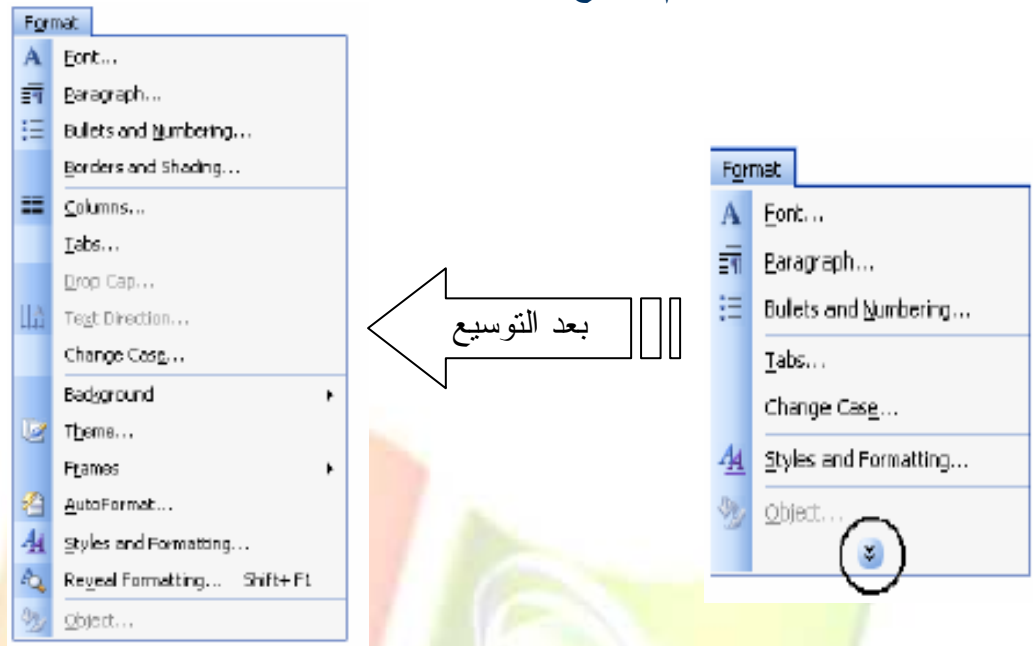 Format
Font...
Paragraph...
Bullets and Numbering...
Borders and Shading...
Columns...
Tabs...
Drop Cap...
Text Direction...
Change Case...
Background
Theme...
Frames
AutoFormat...
Styles and Formatting...
Reveal Formatting... Shift+F1
Object...
بعد التوسيع
Format
Font...
Paragraph...
Bullets and Numbering...
Tabs...
Change Case...
Styles and Formatting...
Object...